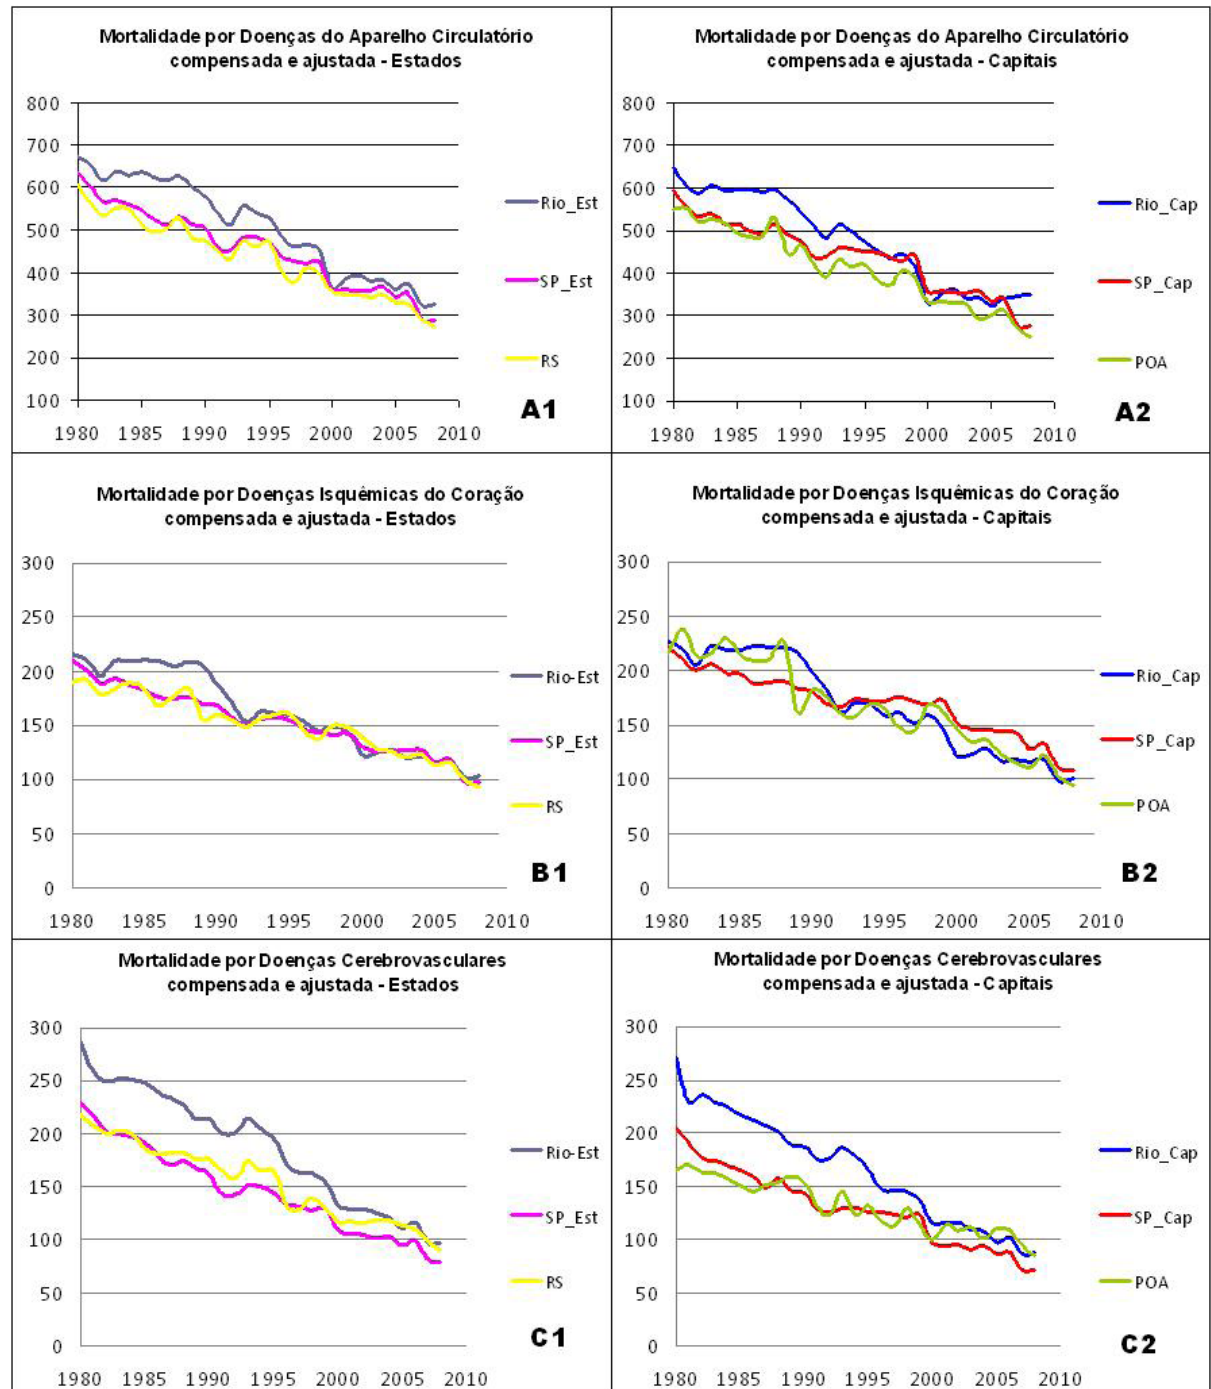 Mortalidade por Doenças do Aparelho Circulatório
compensada e ajustada - Estados
800
700
600
500
400
300
200
100
1980 1985 1990 1995 2000 2005 2010
Rio_Est
SP_Est
RS
A1
Mortalidade por Doenças do Aparelho Circulatório
compensada e ajustada - Capitais
800
700
600
500
400
300
200
100
1980 1985 1990 1995 2000 2005 2010
Rio_Cap
SP_Cap
POA
A2
Mortalidade por Doenças Isquêmicas do Coração
compensada e ajustada - Estados
300
250
200
150
100
50
0
1980 1985 1990 1995 2000 2005 2010
Rio-Est
SP_Est
RS
B1
Mortalidade por Doenças Isquêmicas do Coração
compensada e ajustada - Capitais
300
250
200
150
100
50
0
1980 1985 1990 1995 2000 2005 2010
Rio_Cap
SP_Cap
POA
B2
Mortalidade por Doenças Cerebrovasculares
compensada e ajustada - Estados
300
250
200
150
100
50
0
1980 1985 1990 1995 2000 2005 2010
Rio-Est
SP_Est
RS
C1
Mortalidade por Doenças Cerebrovasculares
compensada e ajustada - Capitais
300
250
200
150
100
50
0
1980 1985 1990 1995 2000 2005 2010
Rio_Cap
SP_Cap
POA
C2